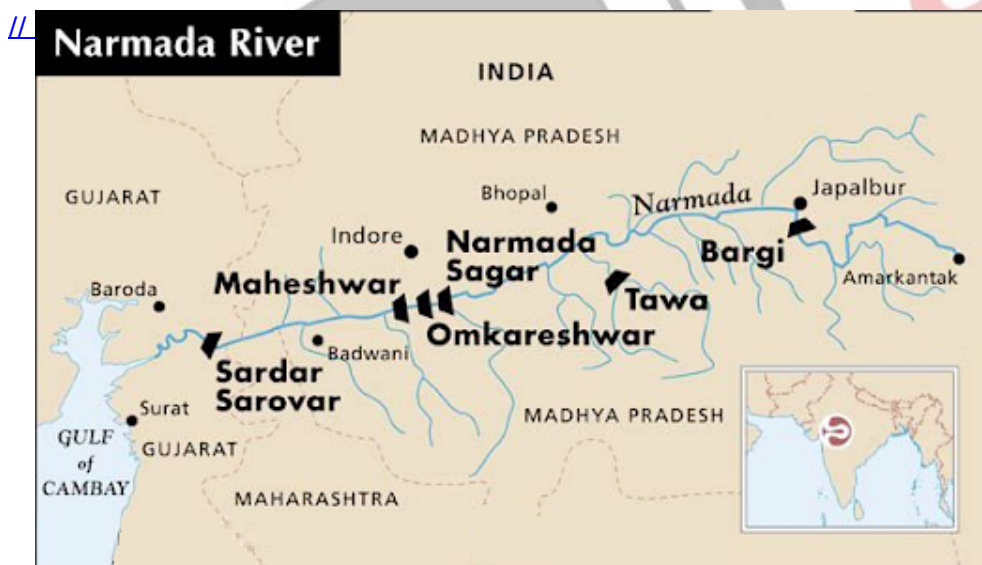 //
Narmada River
INDIA
MADHYA PRADESH
GUJARAT
Bhopal
Narmada
Japalbur
Indore
Narmada
Sagar
Bargi
Maheshwar
Amarkantak
Baroda
Tawa
Omkareshwar
Badwani
Sardar
Sarovar
Surat
MADHYA PRADESH
GULF
of
CAMBAY
GUJARAT
MAHARASHTRA